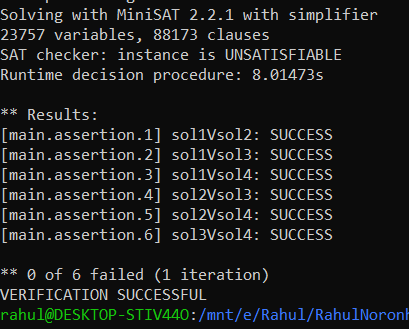 Solving with MiniSAT 2.2.1 with simplifier
23757 variables, 88173 clauses
SAT checker: instance is UNSATISFIABLE
Runtime decision procedure: 8.01473s
** Results:
[main.assertion.1] sol1Vsol2: SUCCESS
[main.assertion.2] sol1Vsol3: SUCCESS
[main.assertion.3] sol1Vsol4: SUCCESS
[main.assertion.4] sol2Vsol3: SUCCESS
[main.assertion.5] sol2Vsol4: SUCCESS
[main.assertion.6] sol3Vsol4: SUCCESS
** 0 of 6 failed (1 iteration)
VERIFICATION SUCCESSFUL
rahul@DESKTOP-STIV44O:/mnt/e/Rahul/RahulNoronh